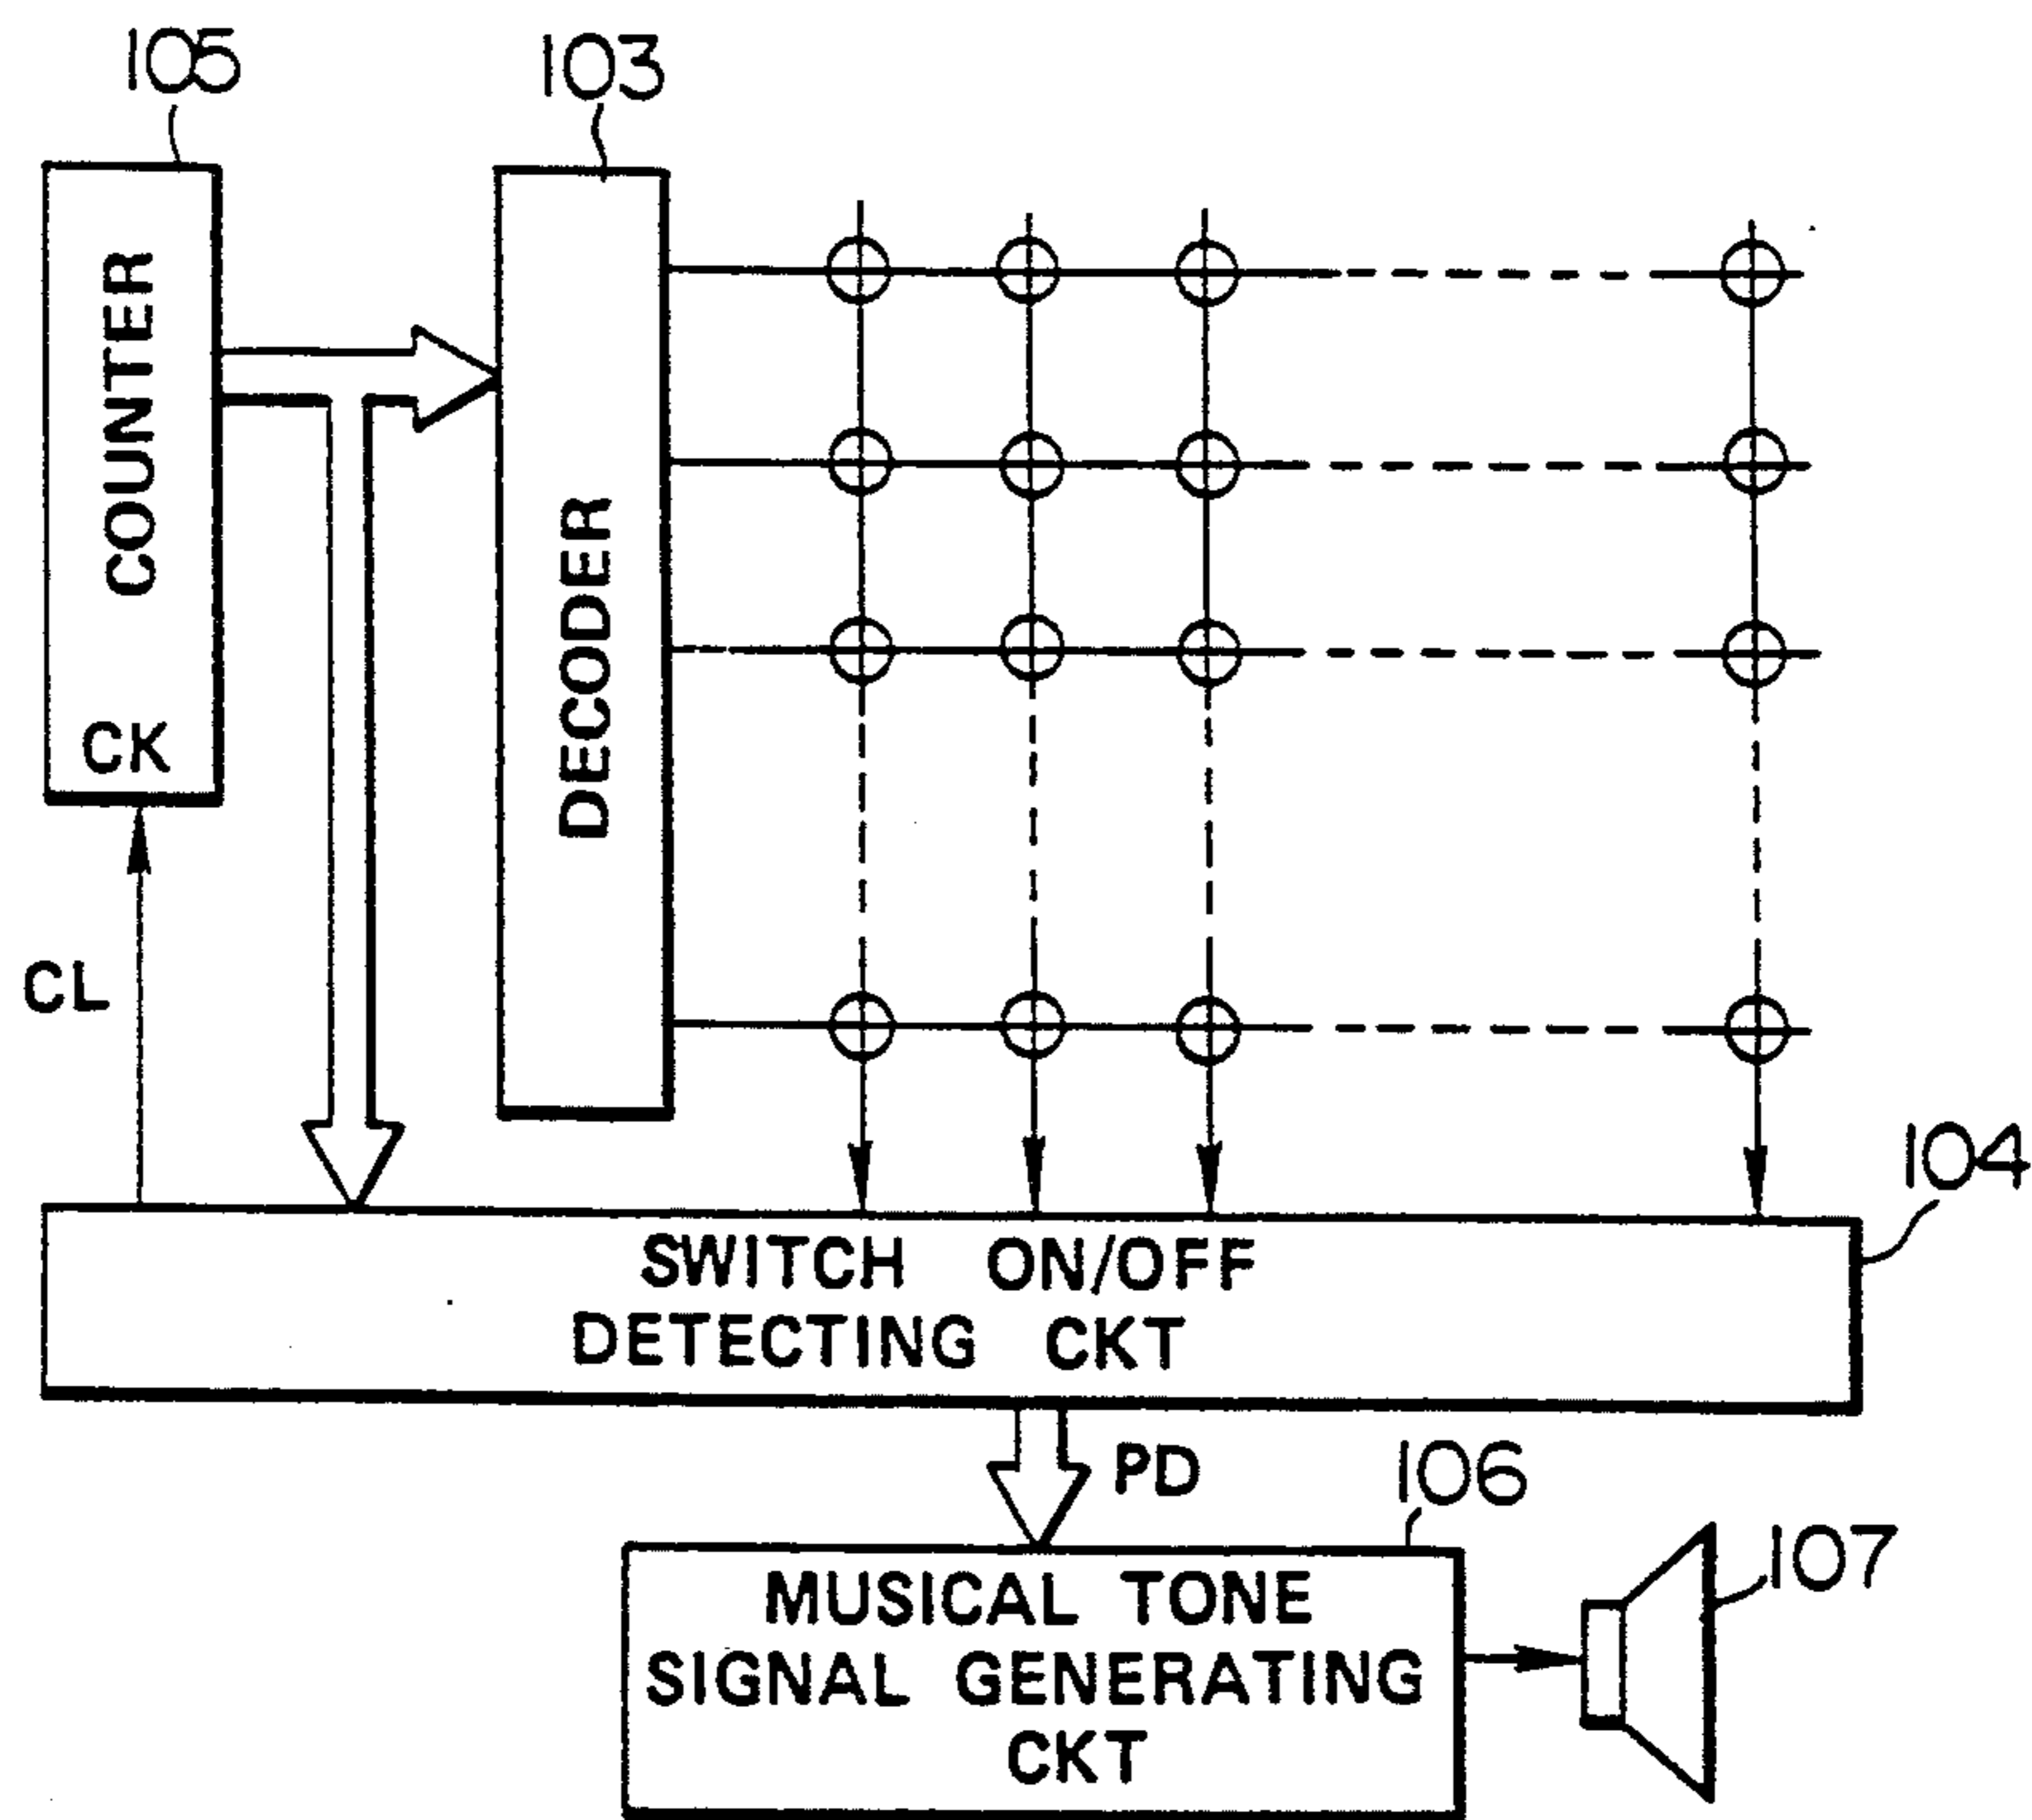 105
103
COUNTER
DECODER
CK
CL
104
SWITCH ON/OFF
DETECTING CKT
PD
106
107
MUSICAL TONE
SIGNAL GENERATING
CKT